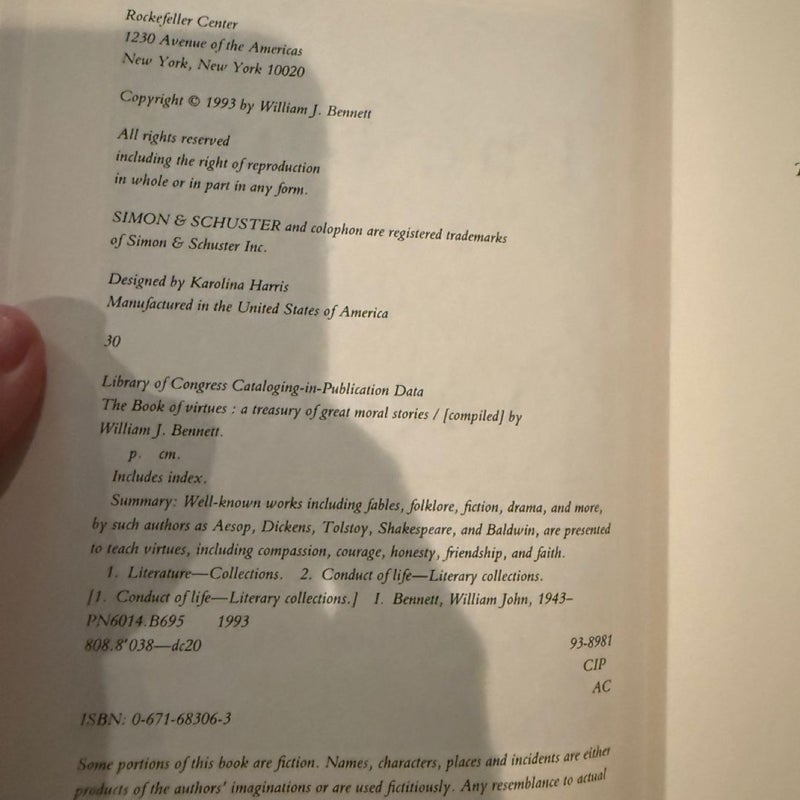 Rockefeller Center
1230 Avenue of the Americas
New York, New York 10020
Copyright © 1993 by William J. Bennett
All rights reserved
including the right of reproduction
in whole or in part in any form.
SIMON & SCHUSTER and colophon are registered trademarks
of Simon & Schuster Inc.
Designed by Karolina Harris
Manufactured in the United States of America
30
Library of Congress Cataloging-in-Publication Data
The Book of virtues : a treasury of great moral stories / [compiled] by
William J. Bennett.
p. cm.
Includes index.
Summary: Well-known works including fables, folklore, fiction, drama, and more,
by such authors as Aesop, Dickens, Tolstoy, Shakespeare, and Baldwin, are presented
to teach virtues, including compassion, courage, honesty, friendship, and faith.
1. Literature—Collections. 2. Conduct of life—Literary collections.
[1. Conduct of life—Literary collections.] I. Bennett, William John, 1943–
PN6014.B695 1993
808.8'038—dc20 93-8981
CIP
AC
ISBN: 0-671-68306-3
Some portions of this book are fiction. Names, characters, places and incidents are either
products of the authors' imaginations or are used fictitiously. Any resemblance to actual